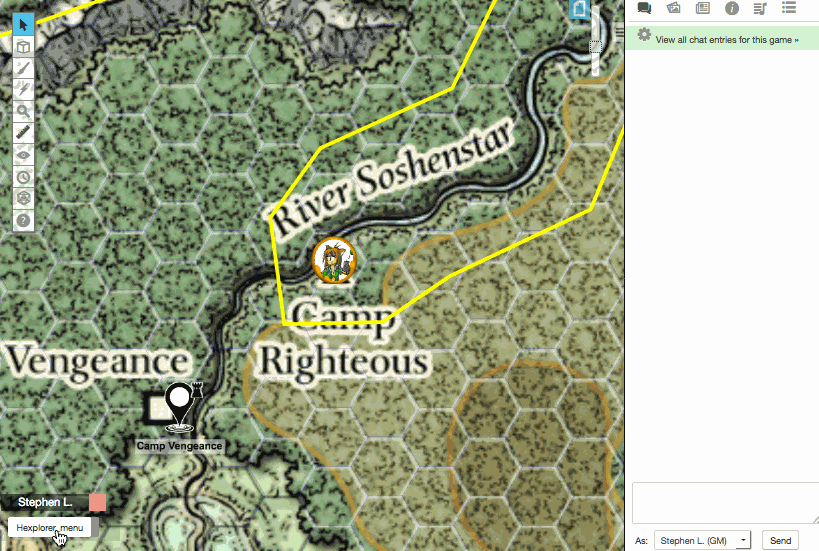 View all chat entries for this game »
River Soshenstar
Camp
Righteous
Vengeance
Camp Vengeance
Stephen L.
Hexplorer menu
As:
Stephen L. (GM)
Send